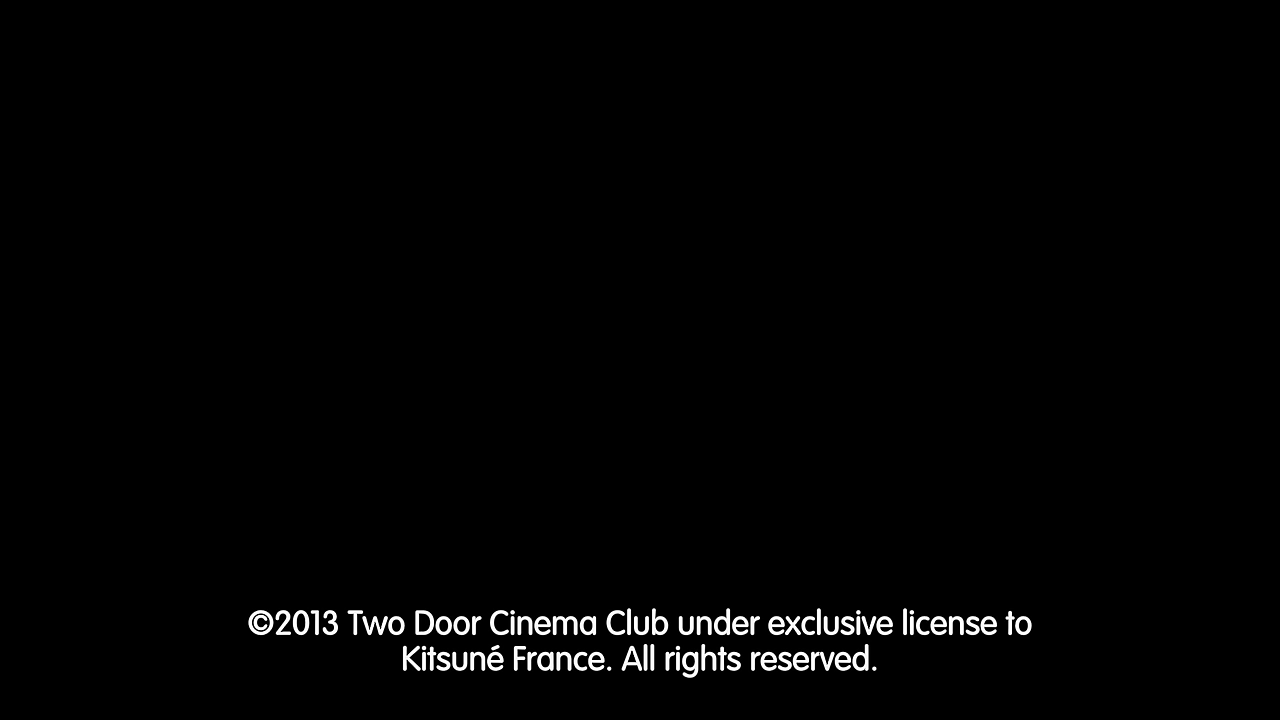 ©2013 Two Door Cinema Club under exclusive license to
Kitsuné France. All rights reserved.